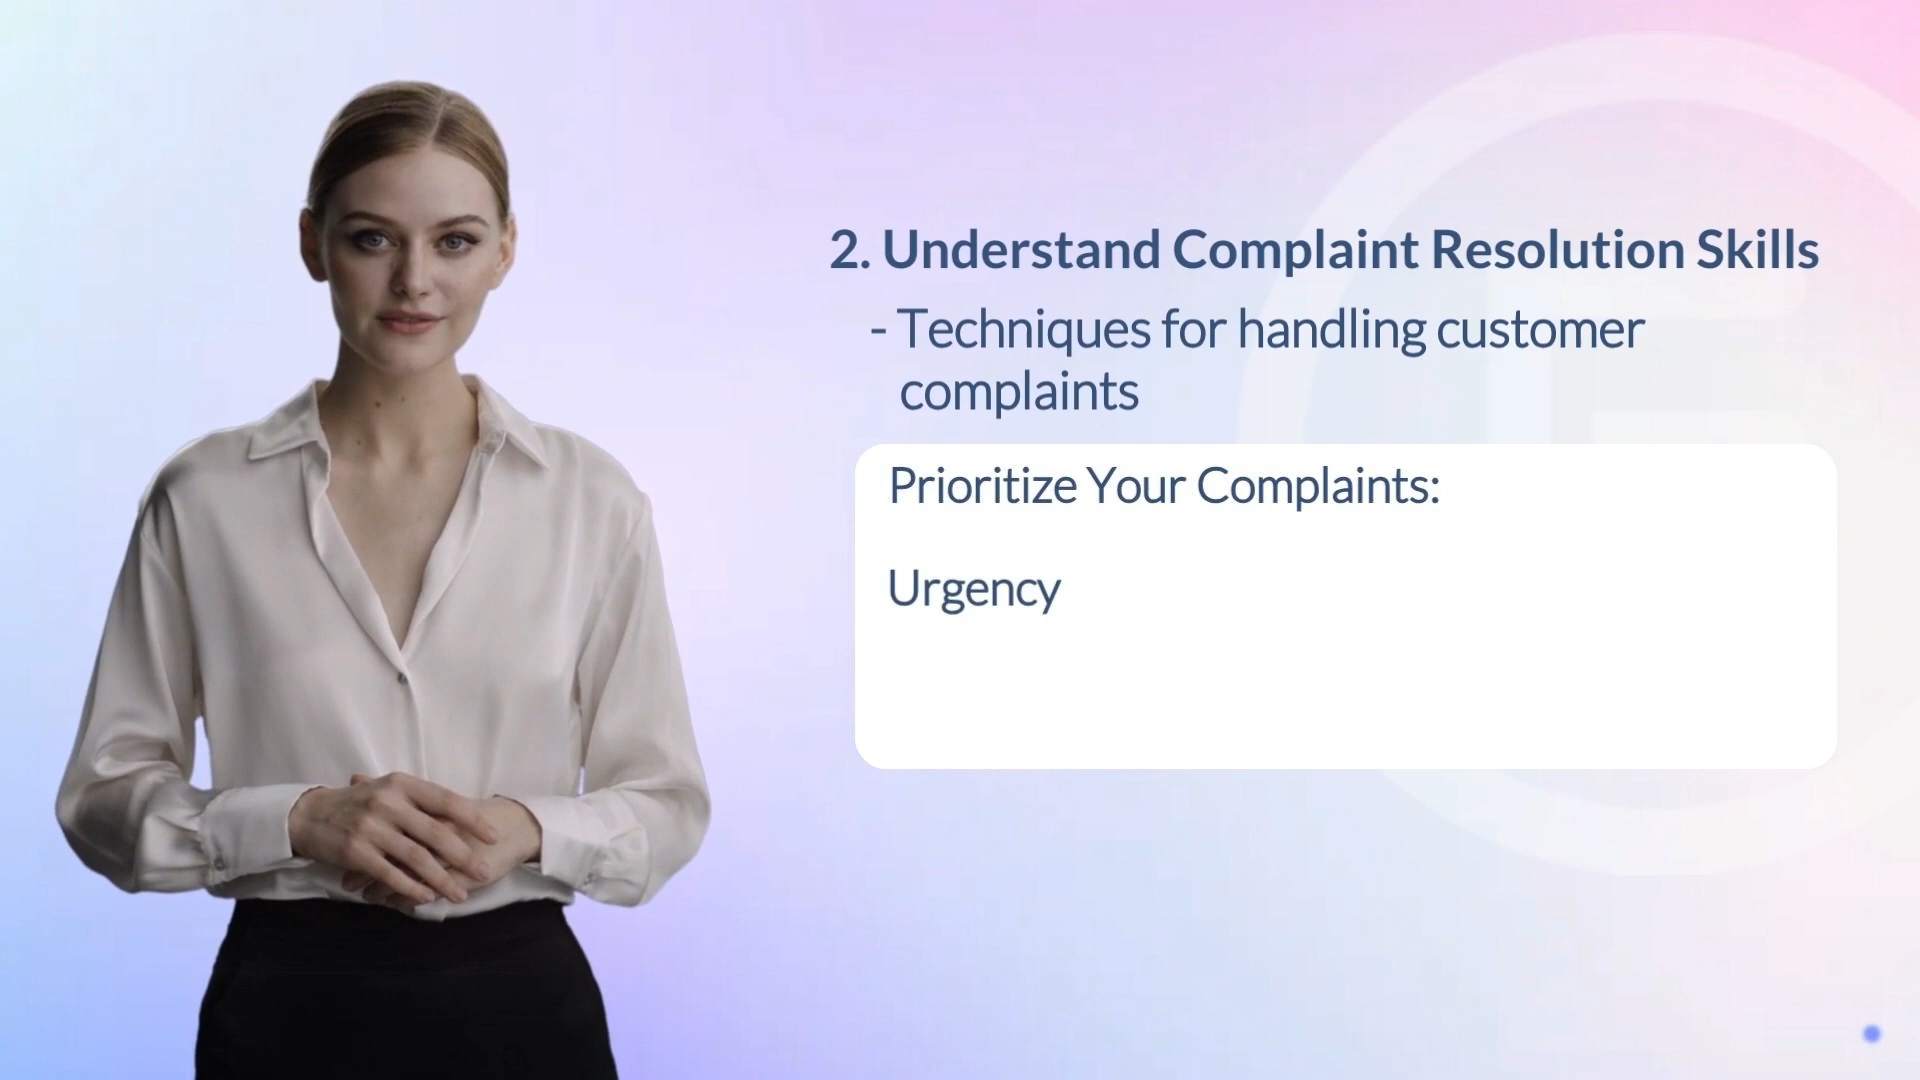 2. Understand Complaint Resolution Skills
- Techniques for handling customer
complaints
Prioritize Your Complaints:
Urgency